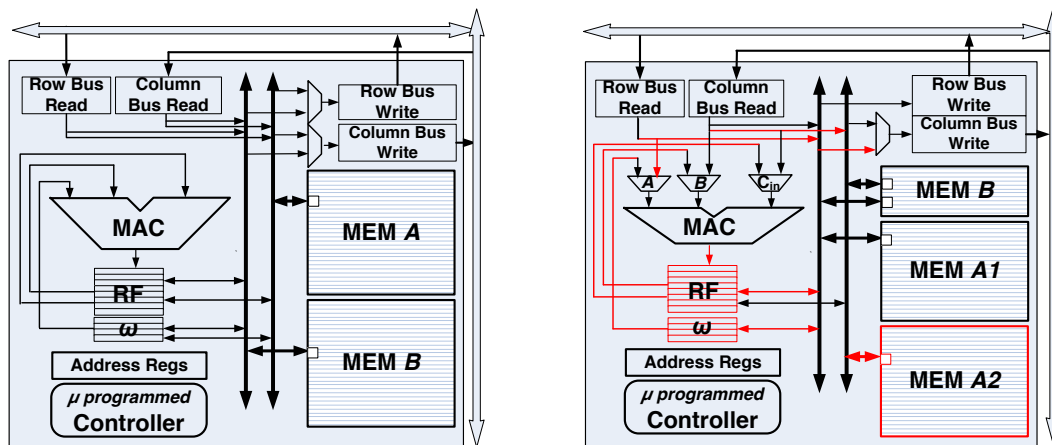 Row Bus
Read
Column
Bus Read
Row Bus
Write
Column Bus
Write
MAC
RF
ω
MEM A
MEM B
Address Regs
μ programmed
Controller
Row Bus
Read
Column
Bus Read
Row Bus
Write
Column Bus
Write
A
B
Cin
MAC
RF
ω
MEM B
MEM A1
MEM A2
Address Regs
μ programmed
Controller